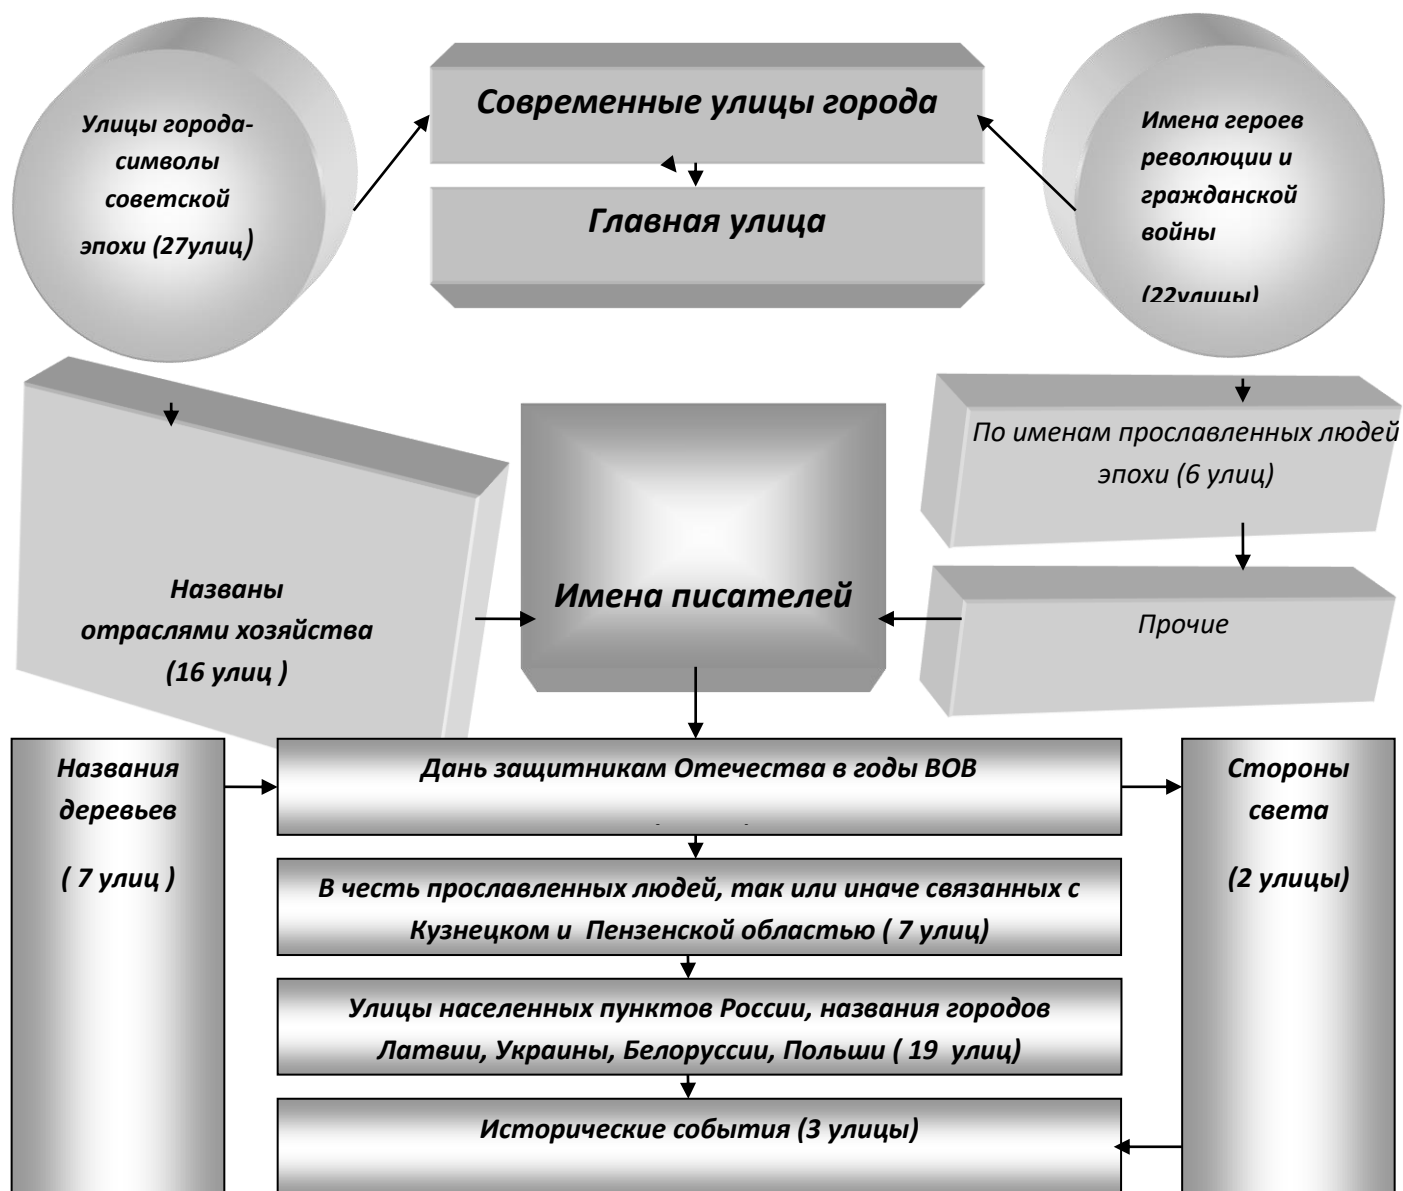 Улицы города-
символы
советской
эпохи (27улиц)
Современные улицы города
Главная улица
Имена героев
революции и
гражданской
войны
(22улицы)
По именам прославленных людей
эпохи (6 улиц)
Названы
отраслями хозяйства
(16 улиц )
Имена писателей
Прочие
Названия
деревьев
( 7 улиц )
Дань защитникам Отечества в годы ВОВ
Стороны
света
(2 улицы)
В честь прославленных людей, так или иначе связанных с
Кузнецком и Пензенской областью ( 7 улиц)
Улицы населенных пунктов России, названия городов
Латвии, Украины, Белоруссии, Польши ( 19 улиц)
Исторические события (3 улицы)